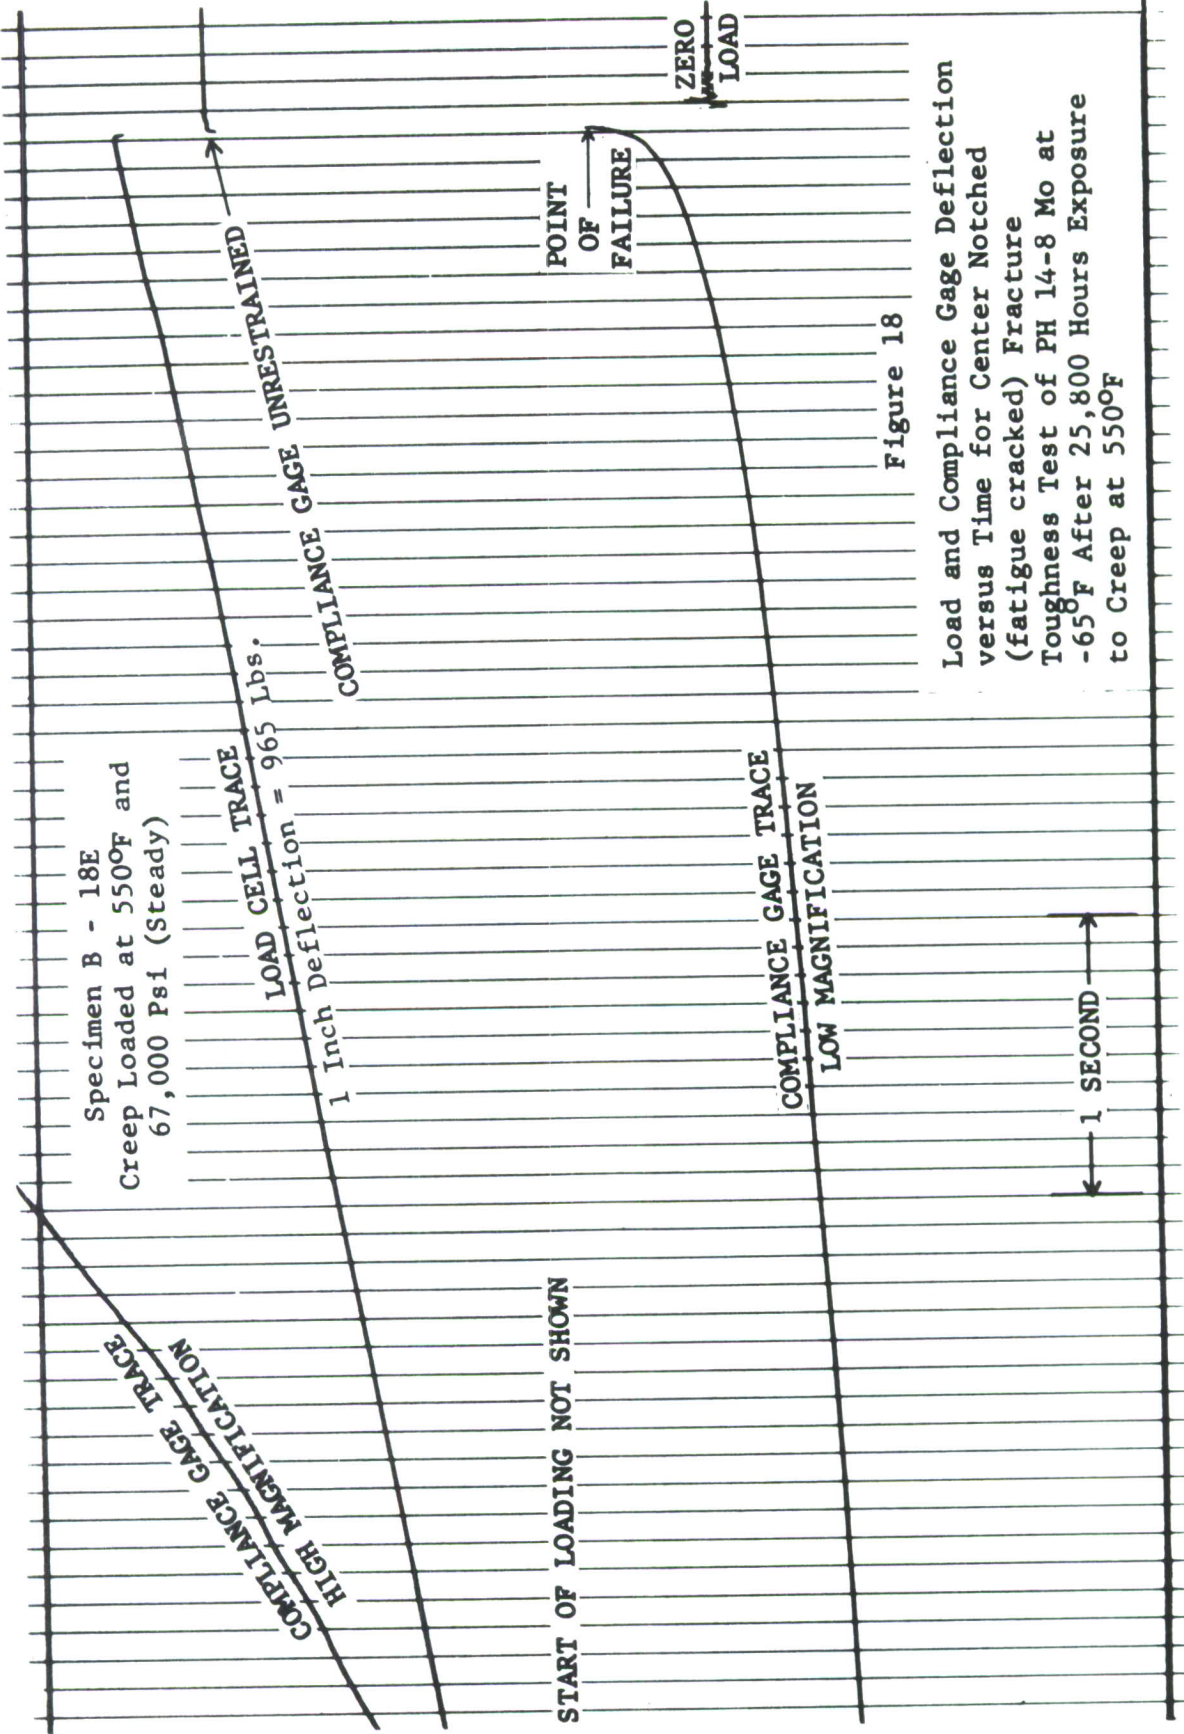 Specimen B - 18E
Creep Loaded at 550°F and
67,000 Psi (Steady)
COMPLIANCE GAGE TRACE
HIGH MAGNIFICATION
LOAD CELL TRACE
1 Inch Deflection = 965 Lbs.
COMPLIANCE GAGE UNRESTRAINED
START OF LOADING NOT SHOWN
POINT
OF
FAILURE
ZERO
LOAD
COMPLIANCE GAGE TRACE
LOW MAGNIFICATION
1 SECOND
Figure 18
Load and Compliance Gage Deflection
versus Time for Center Notched
(fatigue cracked) Fracture
Toughness Test of PH 14-8 Mo at
-65°F After 25,800 Hours Exposure
to Creep at 550°F